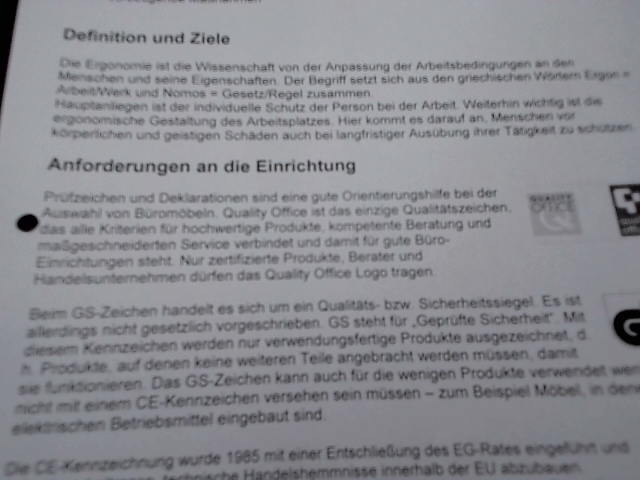 Definition und Ziele
Die Ergonomie ist die Wissenschaft von der Anpassung der Arbeitsbedingungen an den
Menschen und seine Eigenschaften. Der Begriff setzt sich aus den griechischen Wörtern Ergon =
Arbeit/Werk und Nomos = Gesetz/Regel zusammen.
Hauptanliegen ist der individuelle Schutz der Person bei der Arbeit. Weiterhin wichtig ist die
ergonomische Gestaltung des Arbeitsplatzes. Hier kommt es darauf an, Menschen vor
körperlichen und geistigen Schäden auch bei langfristiger Ausübung ihrer Tätigkeit zu schützen.
Anforderungen an die Einrichtung
Prüfzeichen und Deklarationen sind eine gute Orientierungshilfe bei der
Auswahl von Büromöbeln. Quality Office ist das einzige Qualitätszeichen,
das alle Kriterien für hochwertige Produkte, kompetente Beratung und
maßgeschneiderten Service verbindet und damit für gute Büro-
Einrichtungen steht. Nur zertifizierte Produkte, Berater und
Handelsunternehmen dürfen das Quality Office Logo tragen.
QUALITY
OFFICE
Beim GS-Zeichen handelt es sich um ein Qualitäts- bzw. Sicherheitssiegel. Es ist
allerdings nicht gesetzlich vorgeschrieben. GS steht für „Geprüfte Sicherheit". Mit
diesem Kennzeichen werden nur verwendungsfertige Produkte ausgezeichnet, d.
h. Produkte, auf denen keine weiteren Teile angebracht werden müssen, damit
sie funktionieren. Das GS-Zeichen kann auch für die wenigen Produkte verwendet wer
nicht mit einem CE-Kennzeichen versehen sein müssen – zum Beispiel Möbel, in dene
elektrischen Betriebsmittel eingebaut sind.
Die CE-Kennzeichnung wurde 1985 mit einer Entschließung des EG-Rates eingeführt und
technische Handelshemmnisse innerhalb der EU abzubauen.